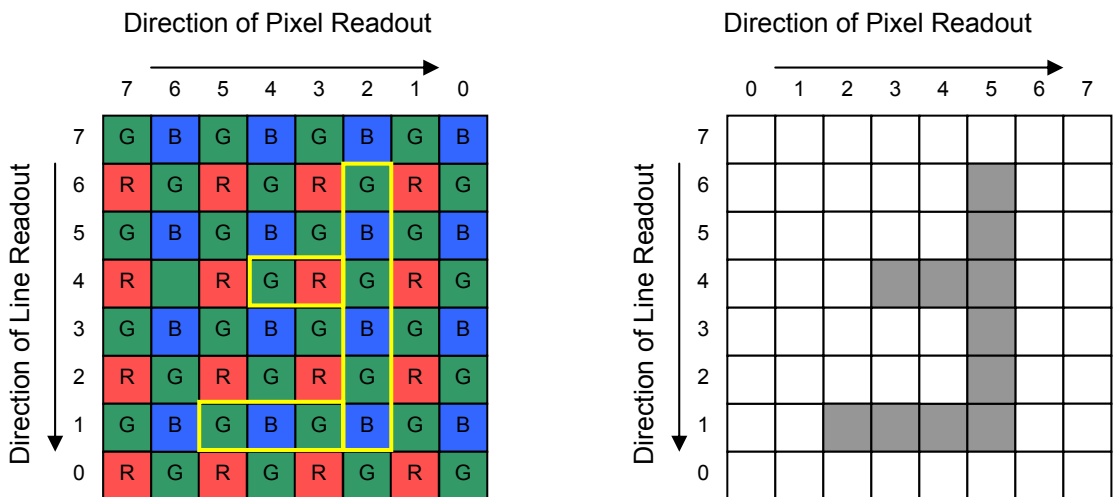 Direction of Pixel Readout
7 6 5 4 3 2 1 0
7 G B G B G B G B
6 R G R G R G R G
5 G B G B G B G B
4 R R G R G R G
3 G B G B G B G B
2 R G R G R G R G
1 G B G B G B G B
0 R G R G R G R G
Direction of Line Readout
Direction of Pixel Readout
0 1 2 3 4 5 6 7
7
6
5
4
3
2
1
0
Direction of Line Readout